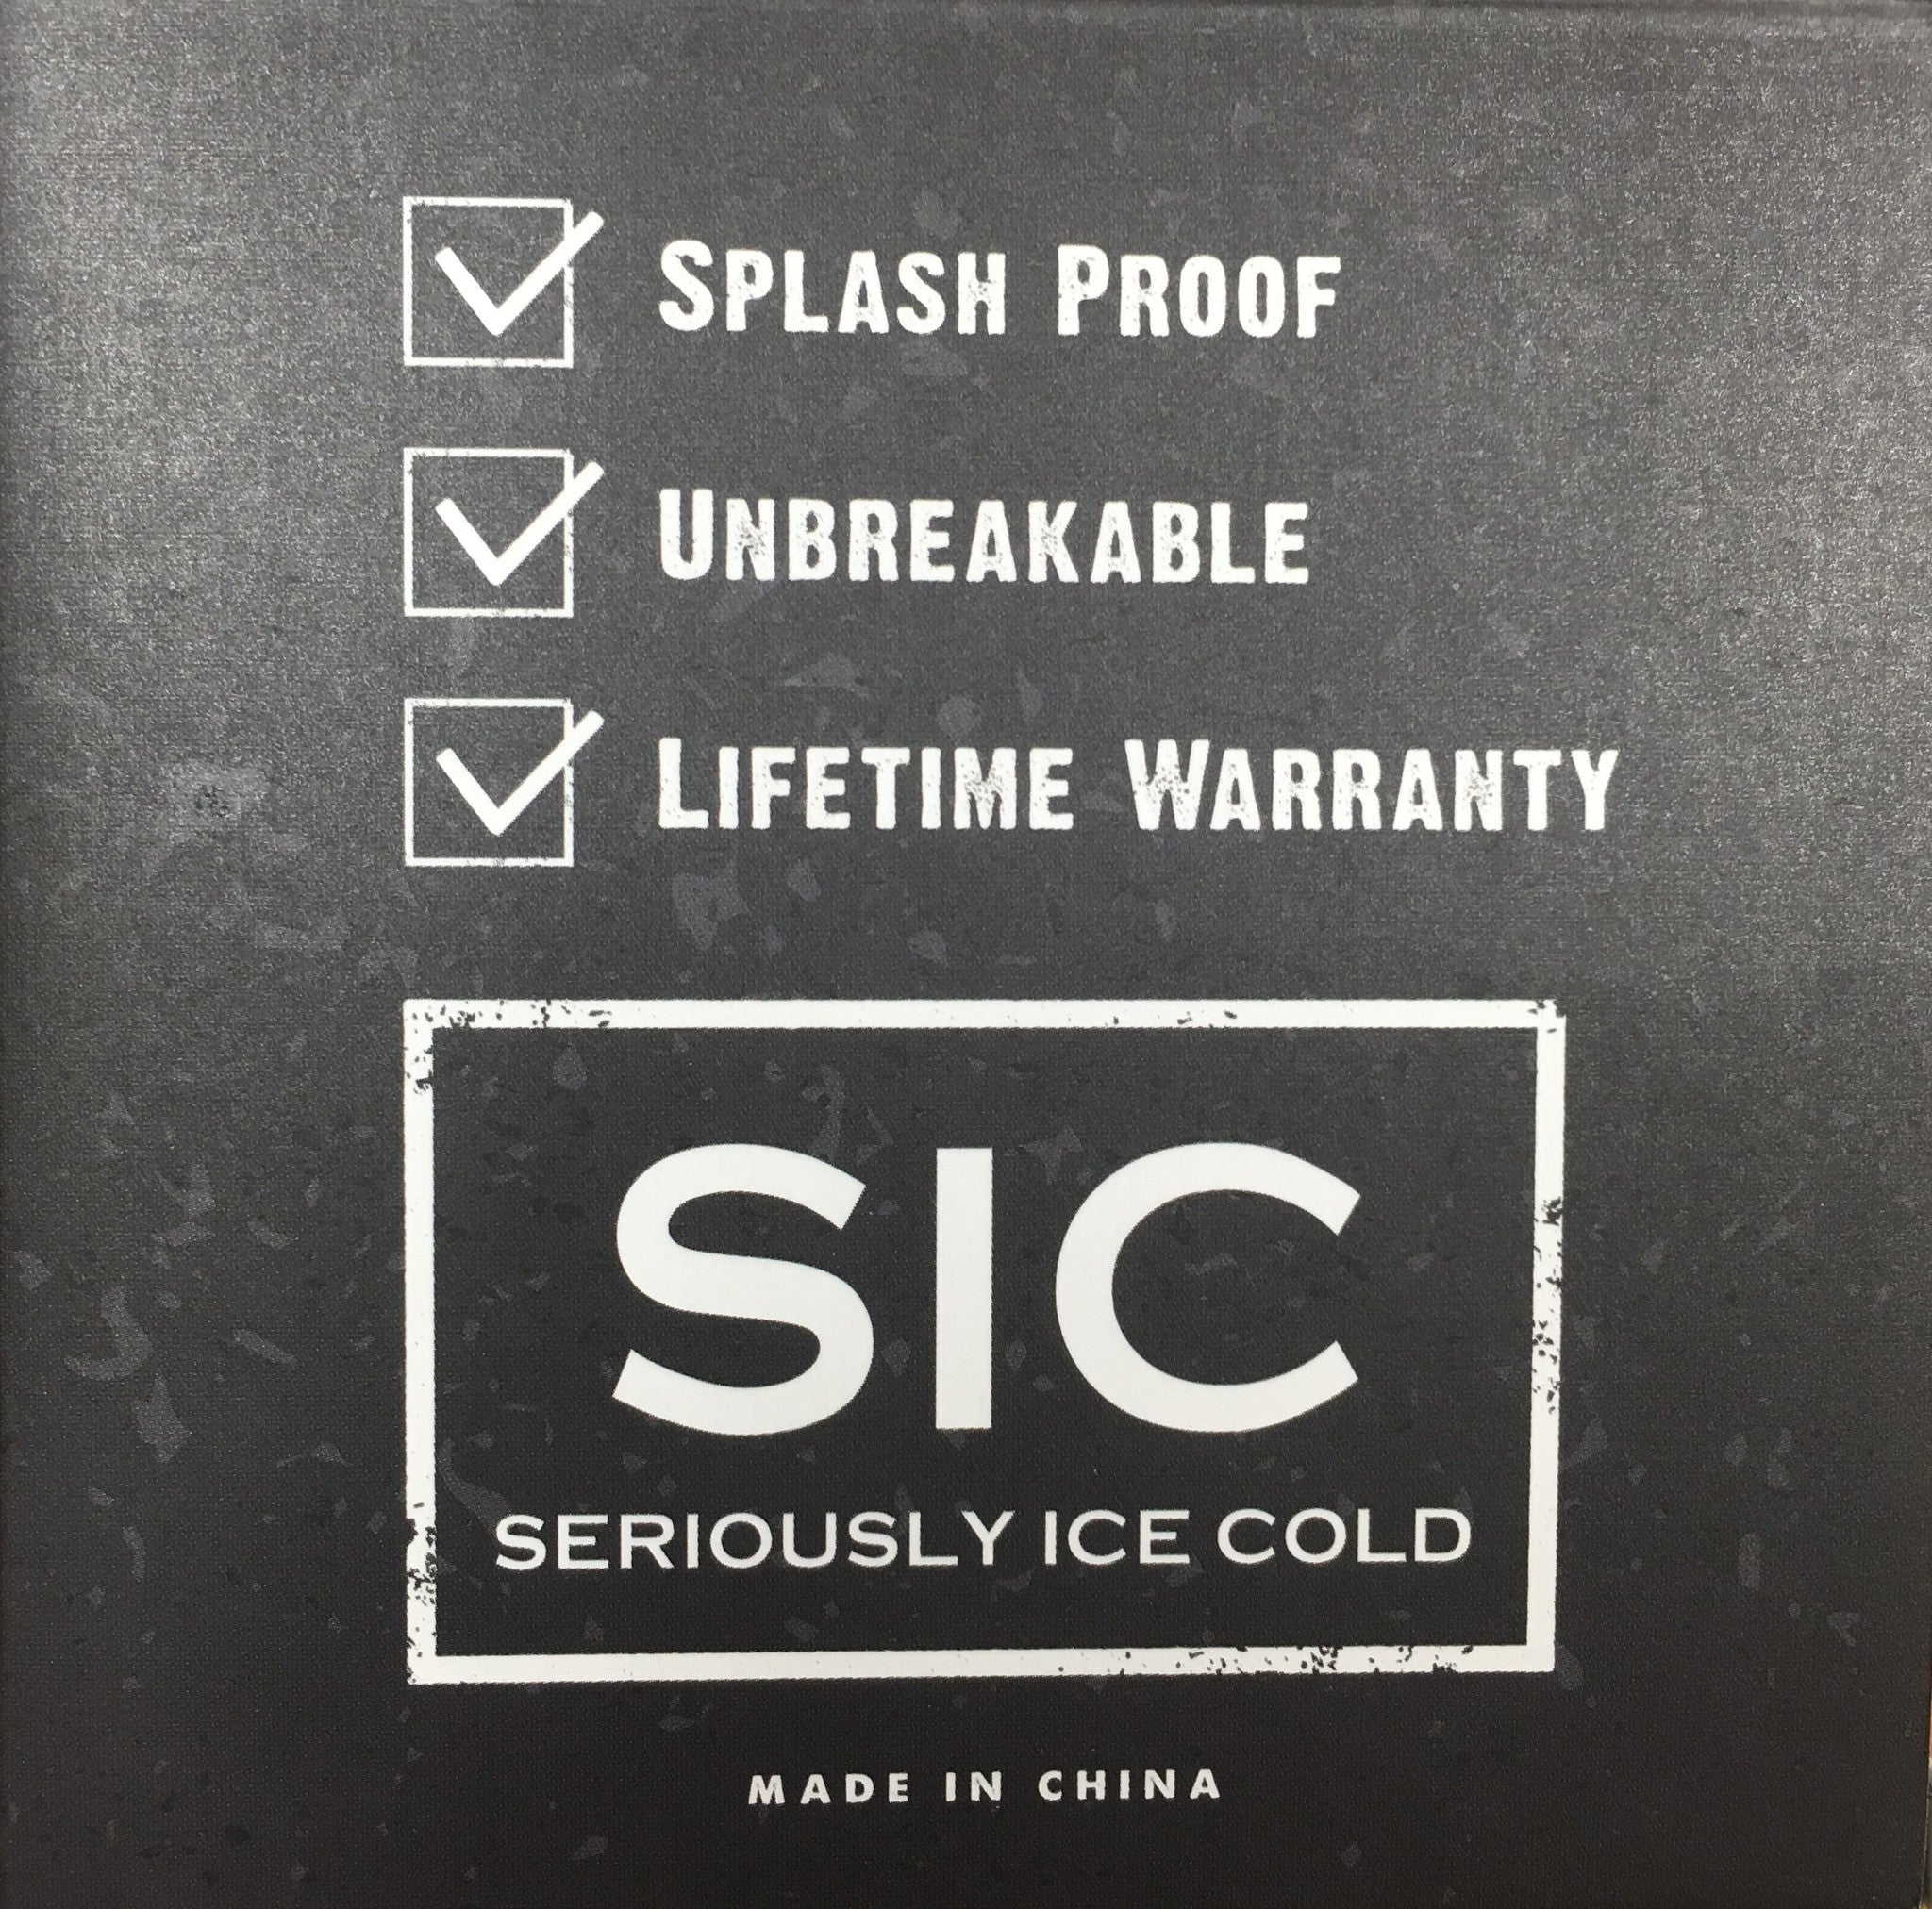 SPLASH PROOF
UNBREAKABLE
LIFETIME WARRANTY
SIC
SERIOUSLY ICE COLD
MADE IN CHINA